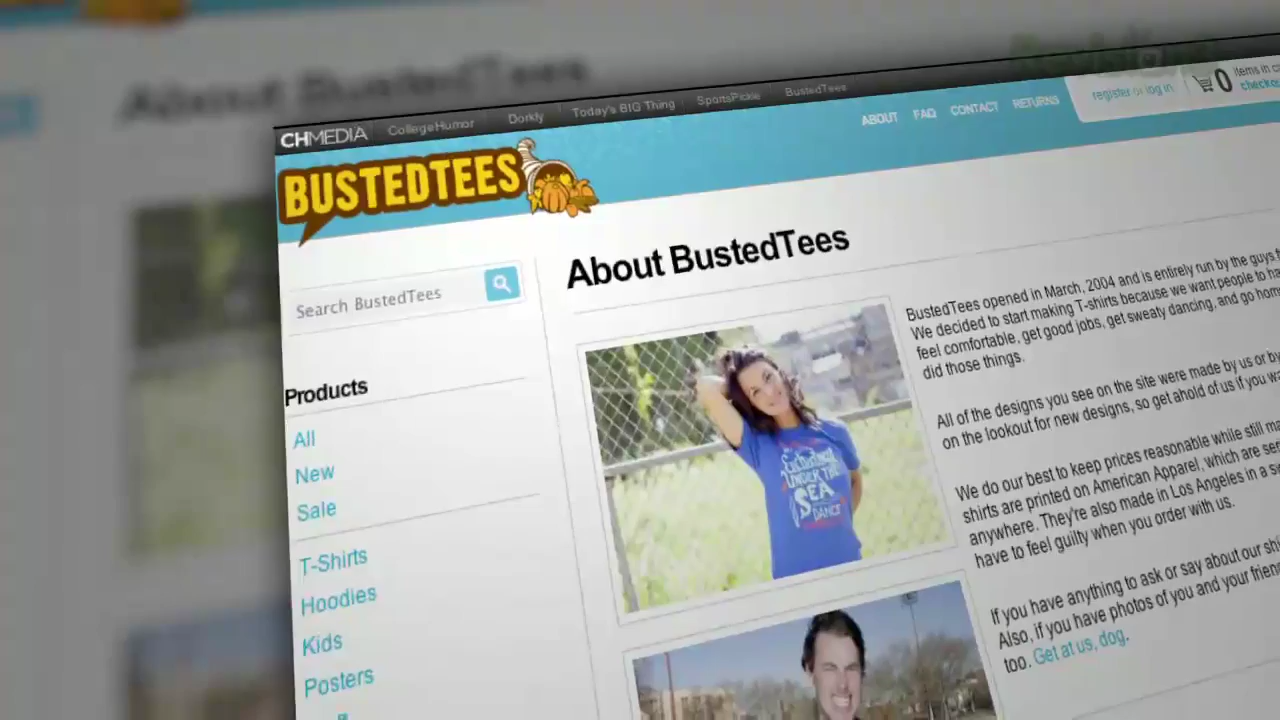 About BustedTees
CHMEDIA CollegeHumor Dorkly Today's BIG Thing SportsPickle BustedTees
BUSTEDTEES
ABOUT FAQ CONTACT RETURNS
register or log in
0 items in
Search BustedTees
About BustedTees
Products
All
New
Sale
T-Shirts
Hoodies
Kids
Posters
BustedTees opened in March, 2004 and is entirely run by the guys
We decided to start making T-shirts because we want people to
feel comfortable, get good jobs, get sweaty dancing, and go
did those things.
All of the designs you see on the site were made by us or by
on the lookout for new designs, so get ahold of us if you
We do our best to keep prices reasonable while still
shirts are printed on American Apparel, which are
anywhere. They're also made in Los Angeles in a
have to feel guilty when you order with us.
If you have anything to ask or say about our
Also, if you have photos of you and your
too. Get at us, dog.
UNDER THE
SEA
DANCE